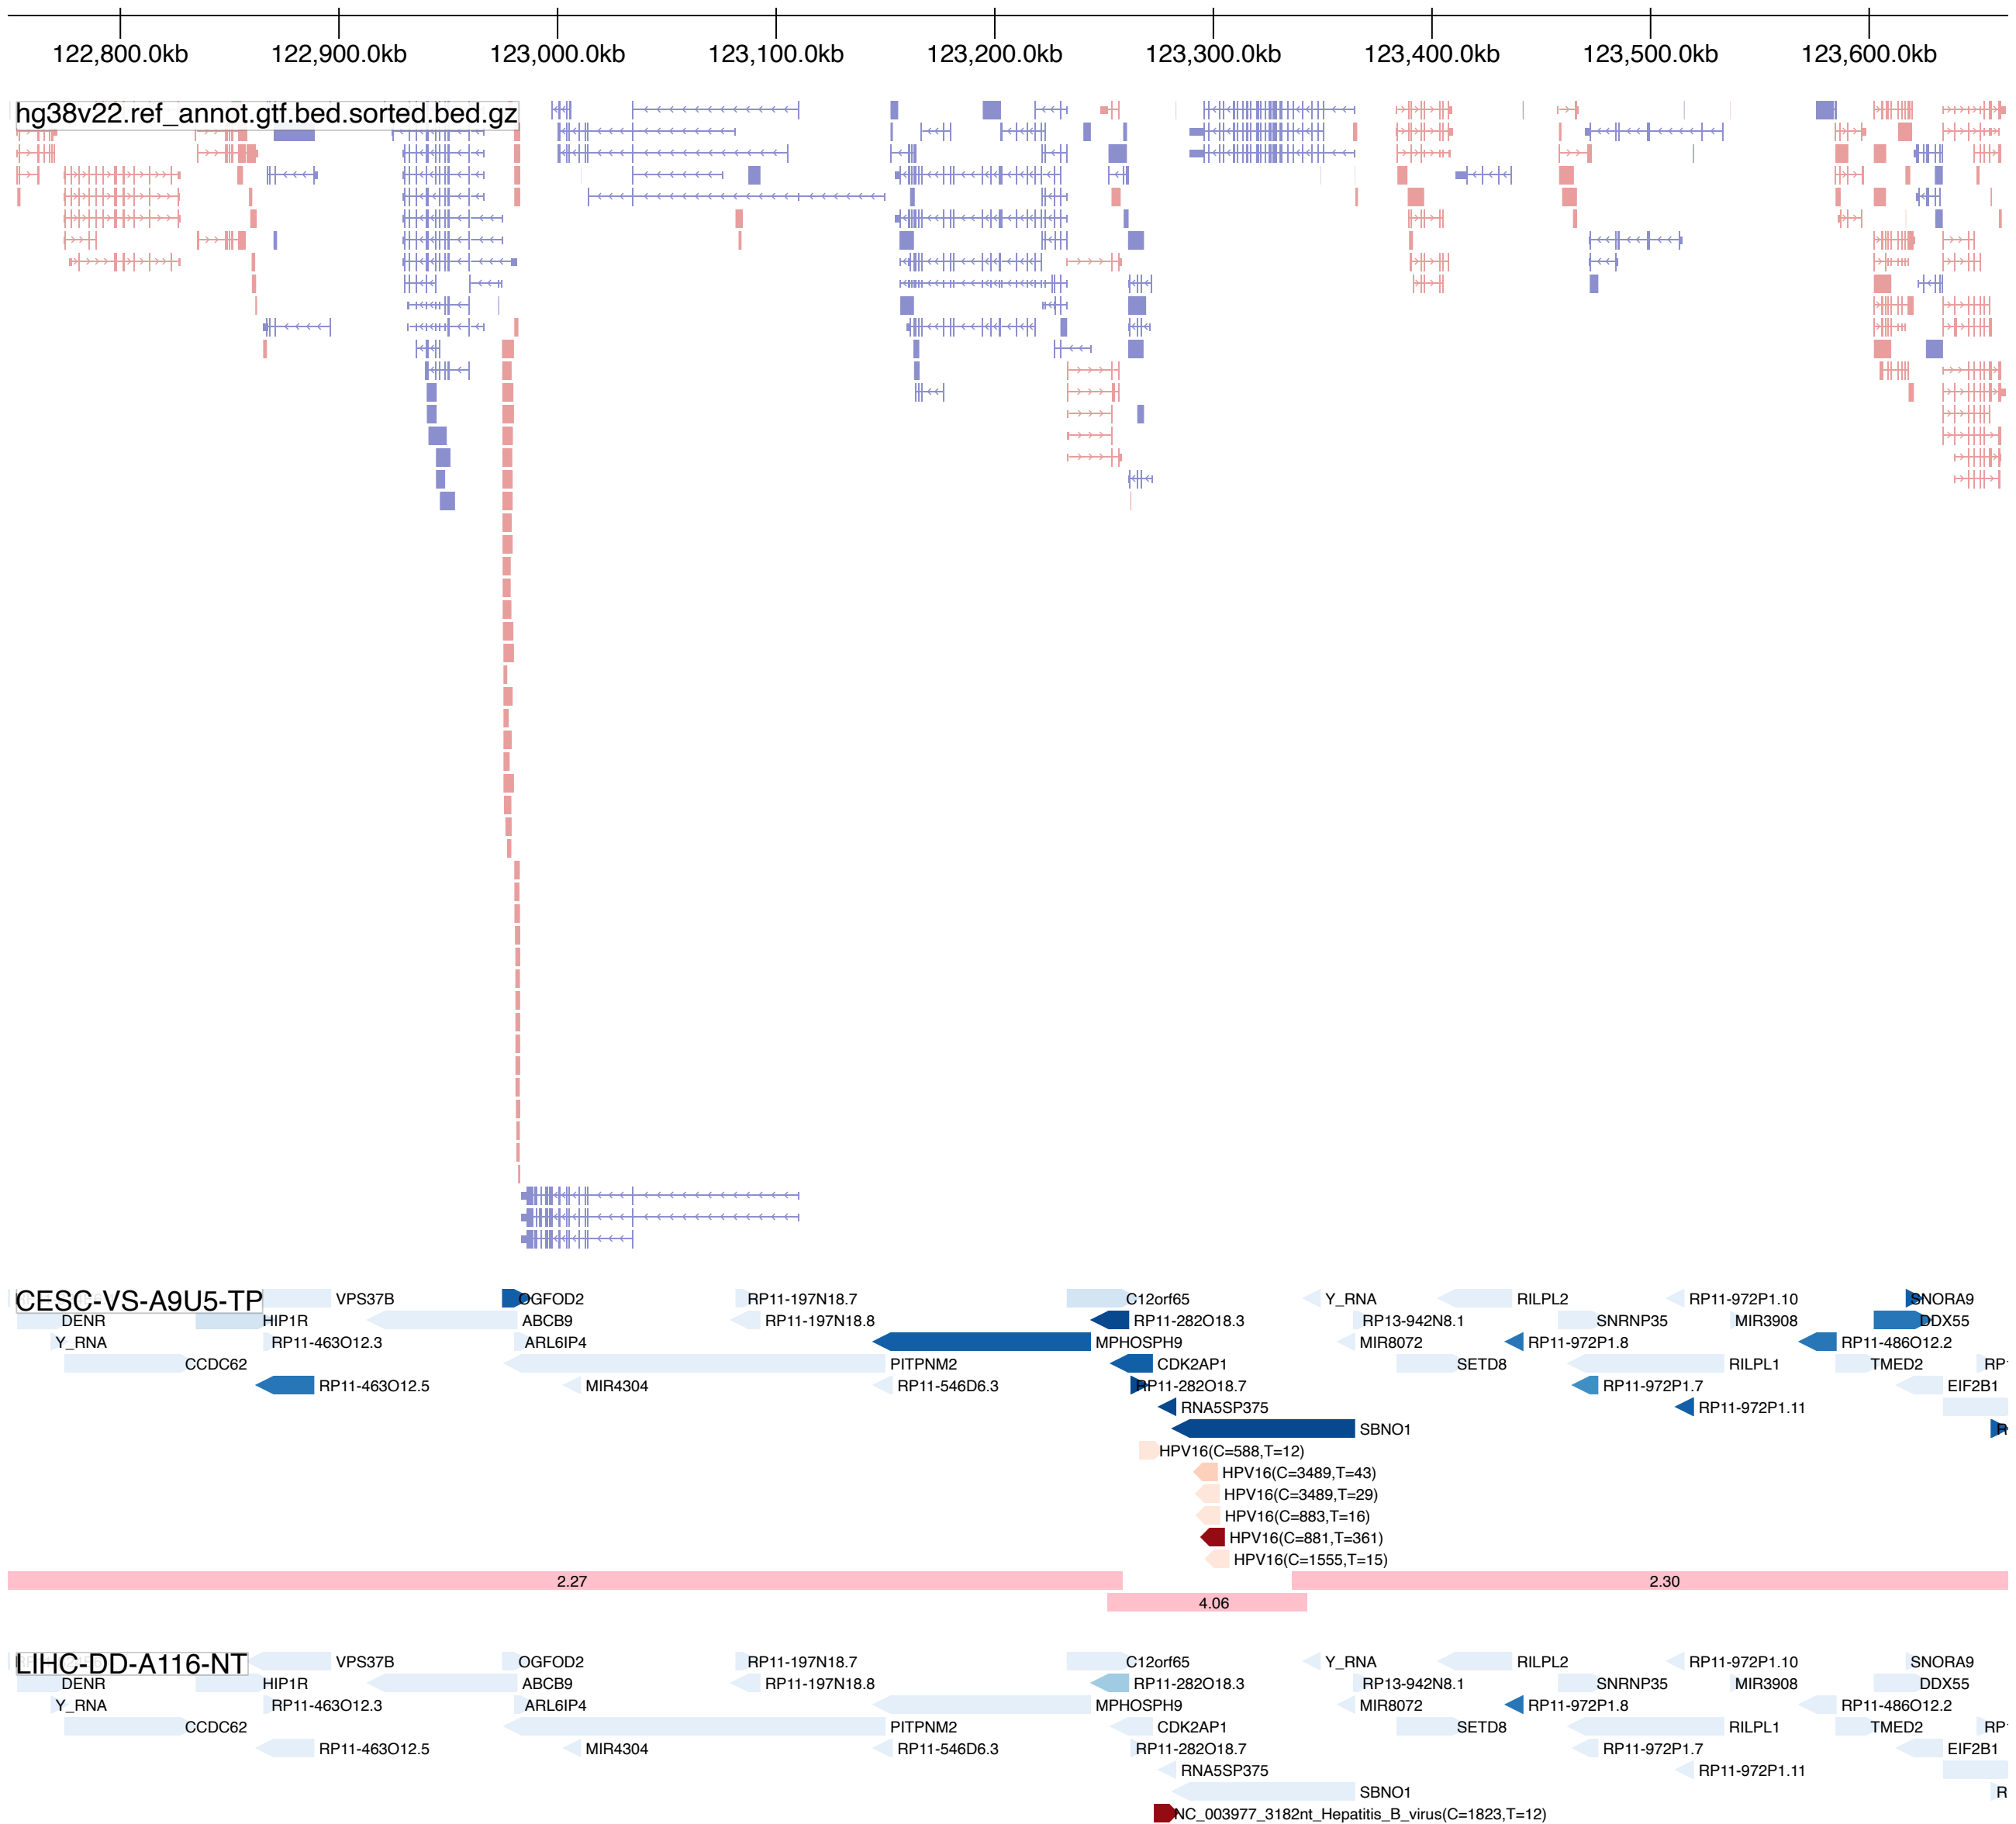 122,800.0kb 122,900.0kb 123,000.0kb 123,100.0kb 123,200.0kb 123,300.0kb 123,400.0kb 123,500.0kb 123,600.0kb
hg38v22.ref_annot.gtf.bed.sorted.bed.gz
CESC-VS-A9U5-TP VPS37B OGFOD2 RP11-197N18.7 C12orf65 Y_RNA RILPL2 RP11-972P1.10 SNORA9
DENR HIP1R ABCB9 RP11-197N18.8 RP11-282O18.3 RP13-942N8.1 SNRNP35 MIR3908 DDX55
Y_RNA RP11-463O12.3 ARL6IP4 MPHOSPH9 MIR8072 RP11-972P1.8 RP11-486O12.2
CCDC62 PITPNM2 CDK2AP1 SETD8 RILPL1 TMED2 RP
RP11-463O12.5 MIR4304 RP11-546D6.3 RP11-282O18.7 RP11-972P1.7 EIF2B1
RNA5SP375 RP11-972P1.11
SBNO1 R
HPV16(C=588,T=12)
HPV16(C=3489,T=43)
HPV16(C=3489,T=29)
HPV16(C=883,T=16)
HPV16(C=881,T=361)
HPV16(C=1555,T=15)
2.27 2.30
4.06
LIHC-DD-A116-NT VPS37B OGFOD2 RP11-197N18.7 C12orf65 Y_RNA RILPL2 RP11-972P1.10 SNORA9
DENR HIP1R ABCB9 RP11-197N18.8 RP11-282O18.3 RP13-942N8.1 SNRNP35 MIR3908 DDX55
Y_RNA RP11-463O12.3 ARL6IP4 MPHOSPH9 MIR8072 RP11-972P1.8 RP11-486O12.2
CCDC62 PITPNM2 CDK2AP1 SETD8 RILPL1 TMED2 RP
RP11-463O12.5 MIR4304 RP11-546D6.3 RP11-282O18.7 RP11-972P1.7 EIF2B1
RNA5SP375 RP11-972P1.11
SBNO1 R
NC_003977_3182nt_Hepatitis_B_virus(C=1823,T=12)